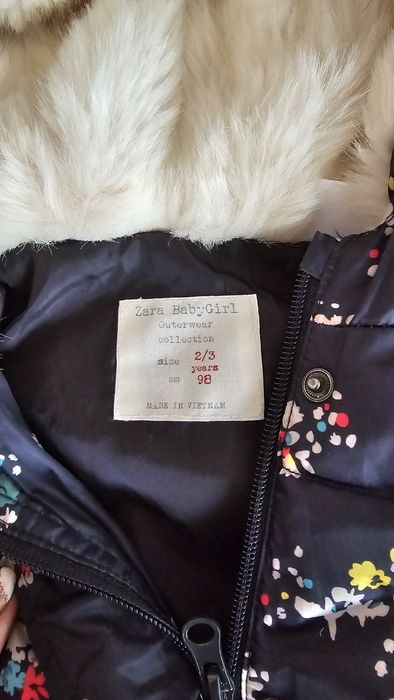 Zara BabyGirl
Outerwear
collection
size 2/3
years
cm 98
MADE IN VIETNAM